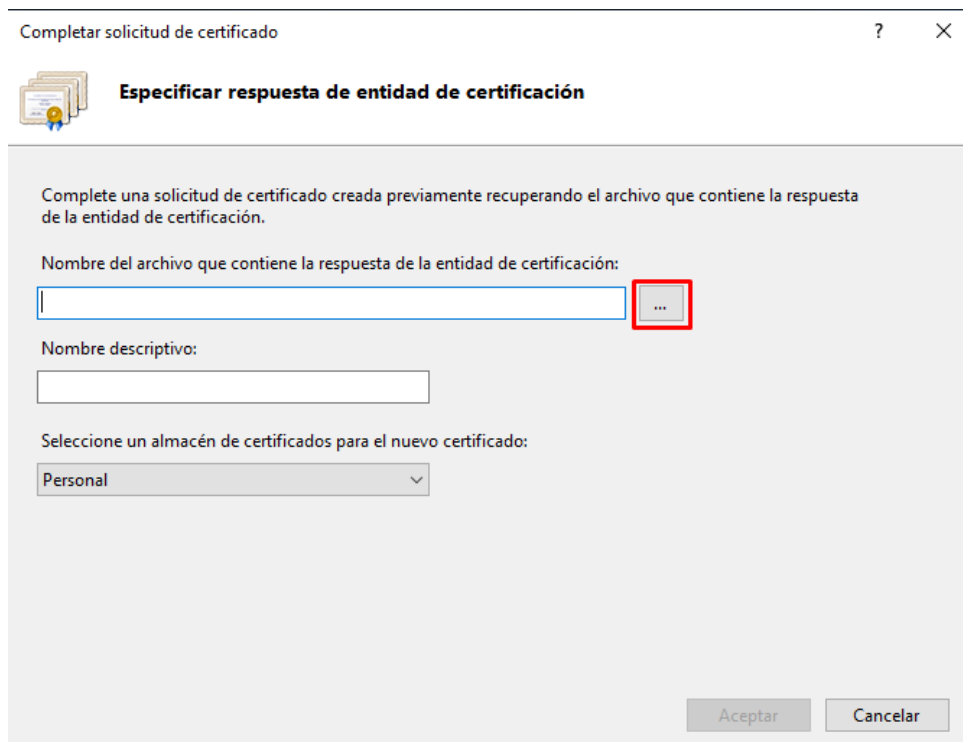 Completar solicitud de certificado
?
Especificar respuesta de entidad de certificación
Complete una solicitud de certificado creada previamente recuperando el archivo que contiene la respuesta
de la entidad de certificación.
Nombre del archivo que contiene la respuesta de la entidad de certificación:
...
Nombre descriptivo:
Seleccione un almacén de certificados para el nuevo certificado:
Personal
Aceptar Cancelar